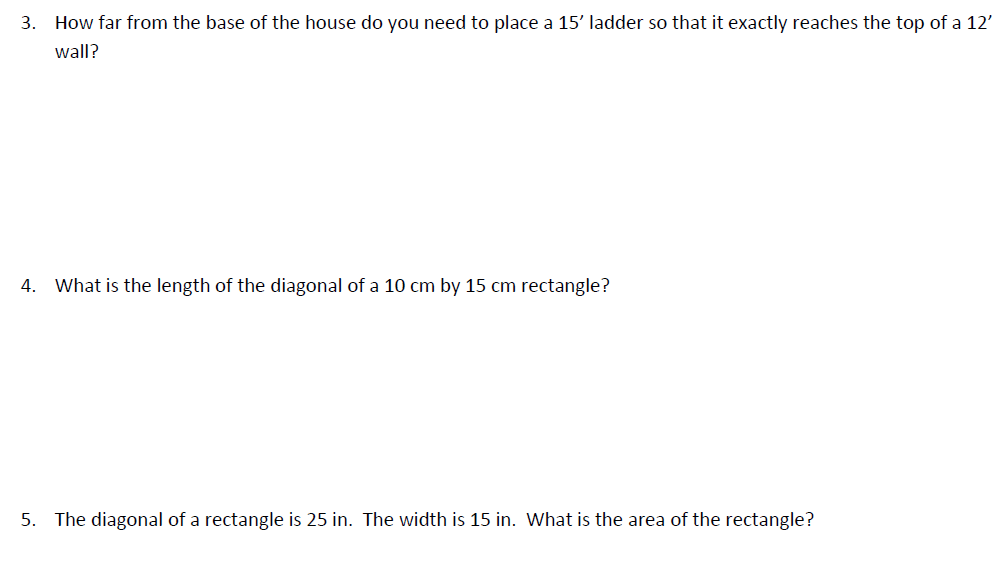 3. How far from the base of the house do you need to place a 15’ ladder so that it exactly reaches the top of a 12’
wall?
4. What is the length of the diagonal of a 10 cm by 15 cm rectangle?
5. The diagonal of a rectangle is 25 in. The width is 15 in. What is the area of the rectangle?